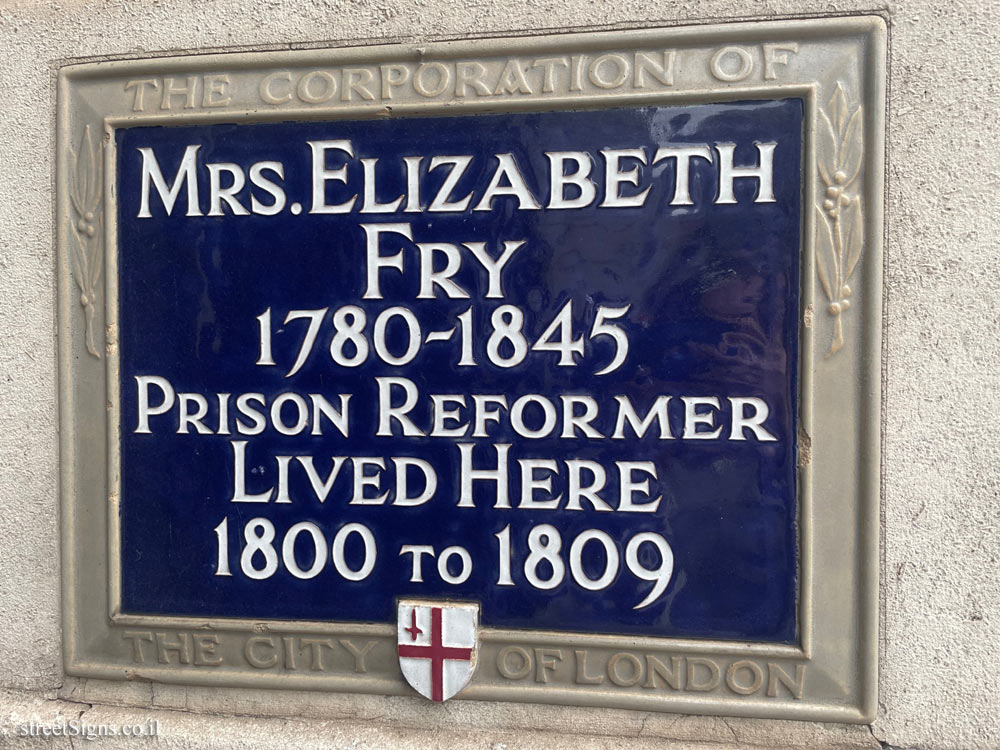 THE CORPORATION OF
MRS. ELIZABETH
FRY
1780-1845
PRISON REFORMER
LIVED HERE
1800 TO 1809
THE CITY OF LONDON
streetSigns.co.il